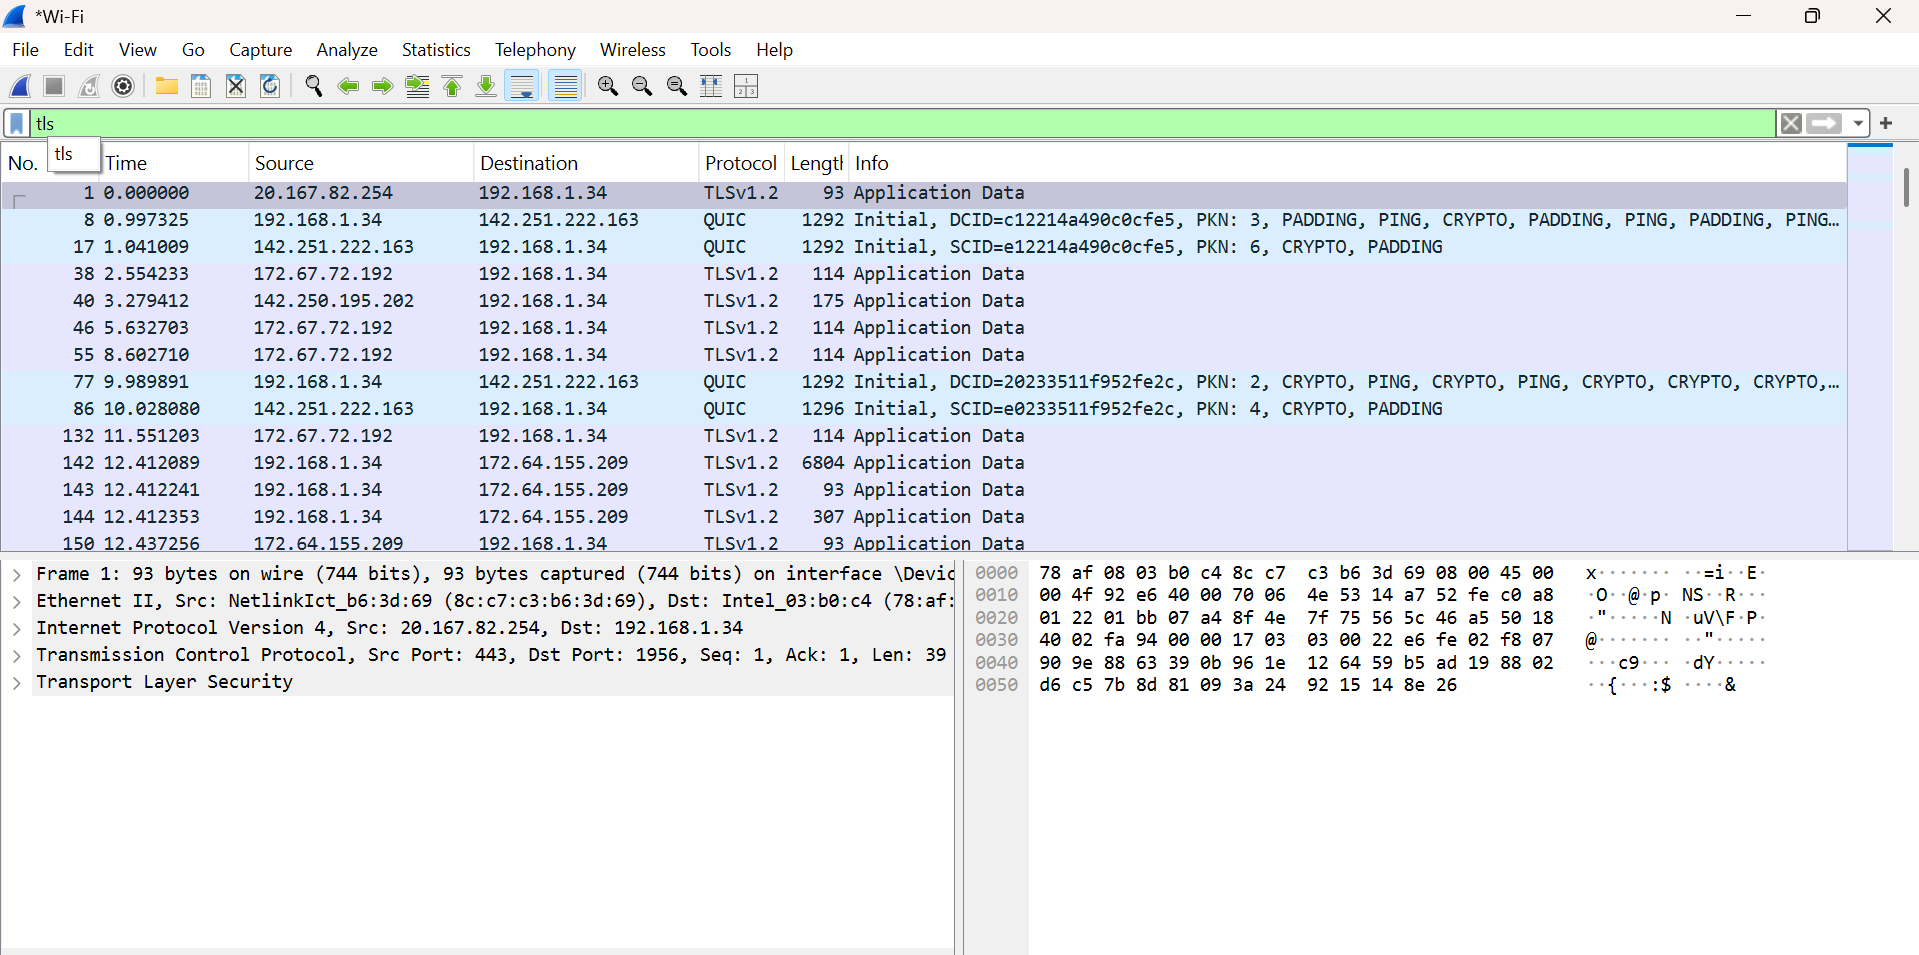 *Wi-Fi
File Edit View Go Capture Analyze Statistics Telephony Wireless Tools Help
tls
tls
No. Time Source Destination Protocol Lengtl Info
1 0.000000 20.167.82.254 192.168.1.34 TLSv1.2 93 Application Data
8 0.997325 192.168.1.34 142.251.222.163 QUIC 1292 Initial, DCID=c12214a490c0cfe5, PKN: 3, PADDING, PING, CRYPTO, PADDING, PING, PADDING, PING…
17 1.041009 142.251.222.163 192.168.1.34 QUIC 1292 Initial, SCID=e12214a490c0cfe5, PKN: 6, CRYPTO, PADDING
38 2.554233 172.67.72.192 192.168.1.34 TLSv1.2 114 Application Data
40 3.279412 142.250.195.202 192.168.1.34 TLSv1.2 175 Application Data
46 5.632703 172.67.72.192 192.168.1.34 TLSv1.2 114 Application Data
55 8.602710 172.67.72.192 192.168.1.34 TLSv1.2 114 Application Data
77 9.989891 192.168.1.34 142.251.222.163 QUIC 1292 Initial, DCID=20233511f952fe2c, PKN: 2, CRYPTO, PING, CRYPTO, PING, CRYPTO, CRYPTO, CRYPTO,…
86 10.028080 142.251.222.163 192.168.1.34 QUIC 1296 Initial, SCID=e0233511f952fe2c, PKN: 4, CRYPTO, PADDING
132 11.551203 172.67.72.192 192.168.1.34 TLSv1.2 114 Application Data
142 12.412089 192.168.1.34 172.64.155.209 TLSv1.2 6804 Application Data
143 12.412241 192.168.1.34 172.64.155.209 TLSv1.2 93 Application Data
144 12.412353 192.168.1.34 172.64.155.209 TLSv1.2 307 Application Data
150 12.437256 172.64.155.209 192.168.1.34 TLSv1.2 93 Application Data
Frame 1: 93 bytes on wire (744 bits), 93 bytes captured (744 bits) on interface \Devic
Ethernet II, Src: NetlinkIct_b6:3d:69 (8c:c7:c3:b6:3d:69), Dst: Intel_03:b0:c4 (78:af:
Internet Protocol Version 4, Src: 20.167.82.254, Dst: 192.168.1.34
Transmission Control Protocol, Src Port: 443, Dst Port: 1956, Seq: 1, Ack: 1, Len: 39
Transport Layer Security
0000 78 af 08 03 b0 c4 8c c7 c3 b6 3d 69 08 00 45 00 x······· ··=i··E·
0010 00 4f 92 e6 40 00 70 06 4e 53 14 a7 52 fe c0 a8 ·O··@·p· NS··R···
0020 01 22 01 bb 07 a4 8f 4e 7f 75 56 5c 46 a5 50 18 ·"·····N ·uV\F·P·
0030 40 02 fa 94 00 00 17 03 03 00 22 e6 fe 02 f8 07 @······· ··"·····
0040 90 9e 88 63 39 0b 96 1e 12 64 59 b5 ad 19 88 02 ···c9··· ·dY·····
0050 d6 c5 7b 8d 81 09 3a 24 92 15 14 8e 26 ··{···:$ ····&